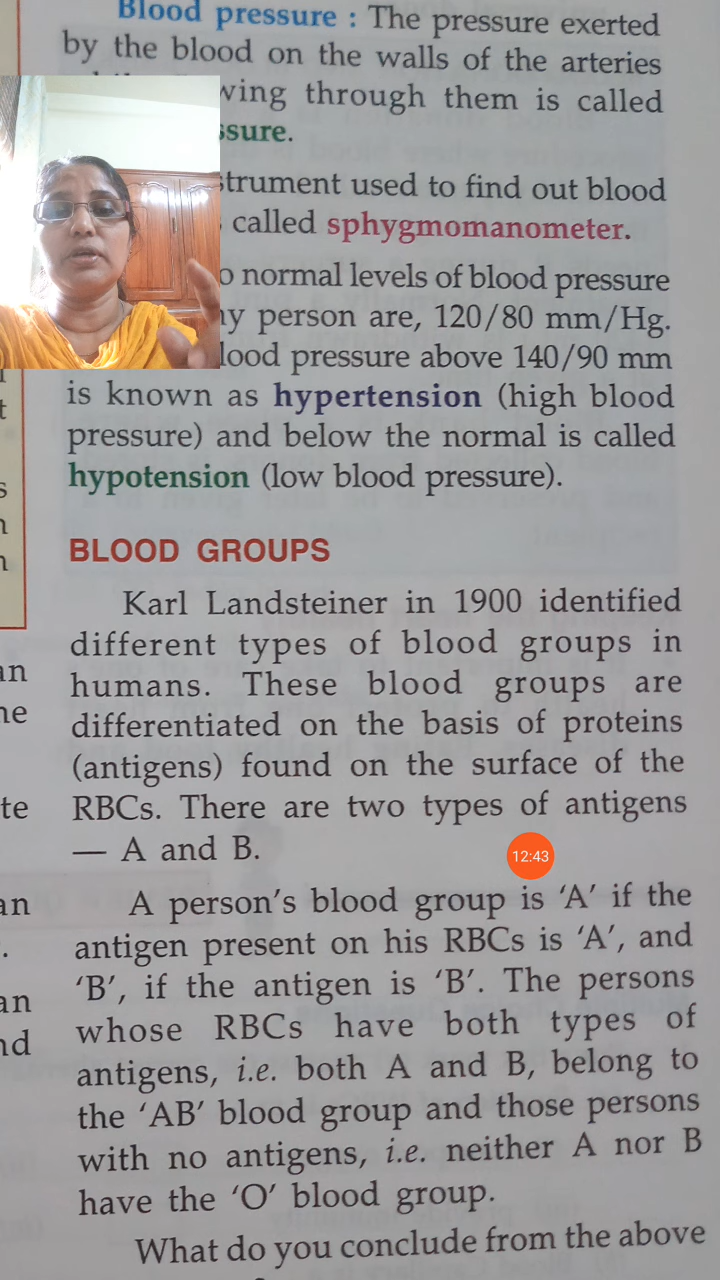 Blood pressure : The pressure exerted
by the blood on the walls of the arteries
through them is called
The instrument used to find out blood
called sphygmomanometer.
normal levels of blood pressure
person are, 120/80 mm/Hg.
blood pressure above 140/90 mm
is known as hypertension (high blood
pressure) and below the normal is called
hypotension (low blood pressure).
BLOOD GROUPS
Karl Landsteiner in 1900 identified
different types of blood groups in
humans. These blood groups are
differentiated on the basis of proteins
(antigens) found on the surface of the
RBCs. There are two types of antigens
— A and B.
12:43
A person's blood group is 'A' if the
antigen present on his RBCs is 'A', and
'B', if the antigen is 'B'. The persons
whose RBCs have both types of
antigens, i.e. both A and B, belong to
the 'AB' blood group and those persons
with no antigens, i.e. neither A nor B
have the 'O' blood group.
What do you conclude from the above